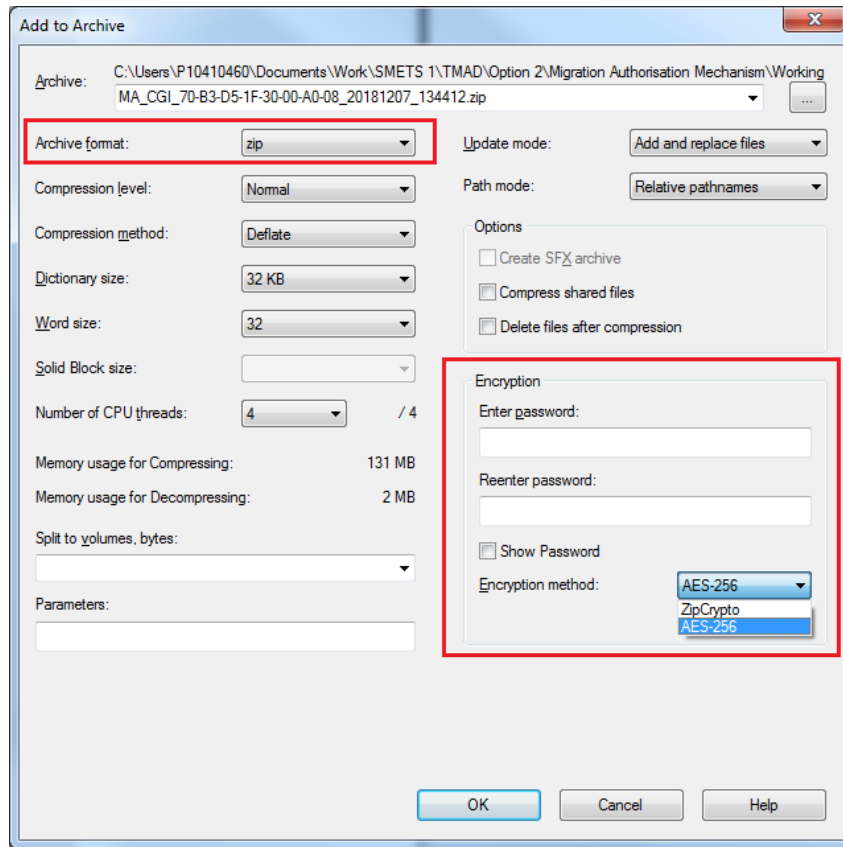 Add to Archive
x
Archive:
C:\Users\P10410460\Documents\Work\SMETS 1\TMAD\Option 2\Migration Authorisation Mechanism\Working
MA_CGI_70-B3-D5-1F-30-00-A0-08_20181207_134412.zip
...
Archive format:
zip
Compression level:
Normal
Compression method:
Deflate
Dictionary size:
32 KB
Word size:
32
Solid Block size:
Number of CPU threads:
4
/ 4
Memory usage for Compressing:
131 MB
Memory usage for Decompressing:
2 MB
Split to volumes, bytes:
Parameters:
Update mode:
Add and replace files
Path mode:
Relative pathnames
Options
Create SFX archive
Compress shared files
Delete files after compression
Encryption
Enter password:
Reenter password:
Show Password
Encryption method:
AES-256
ZipCrypto
AES-256
OK
Cancel
Help